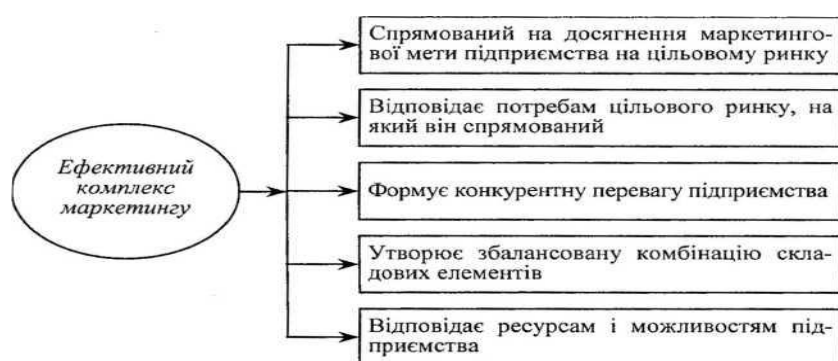 Ефективний
комплекс
маркетингу
Спрямований на досягнення маркетинго-
вої мети підприємства на цільовому ринку
Відповідає потребам цільового ринку, на
який він спрямований
Формує конкурентну перевагу підприємства
Утворює збалансовану комбінацію скла-
дових елементів
Відповідає ресурсам і можливостям під-
приємства